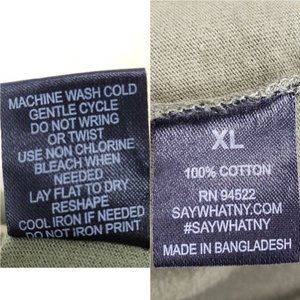 MACHINE WASH COLD
GENTLE CYCLE
DO NOT WRING
OR TWIST
USE NON CHLORINE
BLEACH WHEN
NEEDED
LAY FLAT TO DRY
RESHAPE
COOL IRON IF NEEDED
DO NOT IRON PRINT
XL
100% COTTON
RN 94522
SAYWHATNY.COM
#SAYWHATNY
MADE IN BANGLADESH